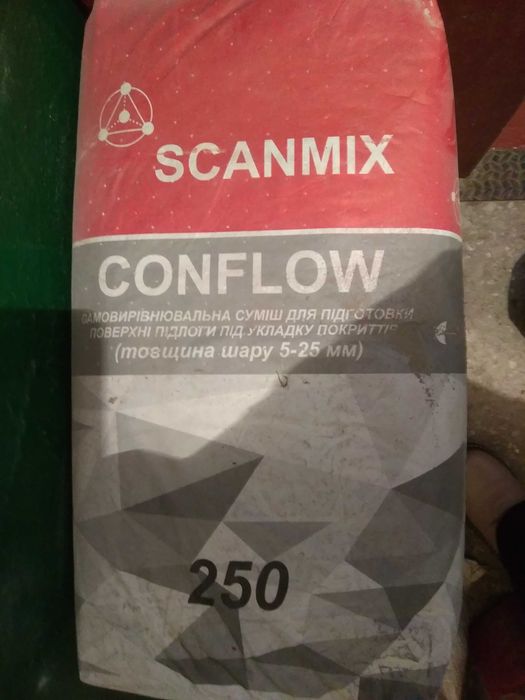 SCANMIX
CONFLOW
САМОВИРІВНЮВАЛЬНА СУМІШ ДЛЯ ПІДГОТОВКИ
ПОВЕРХНІ ПІДЛОГИ ПІД УКЛАДКУ ПОКРИТТІВ
(товщина шару 5-25 мм)
250